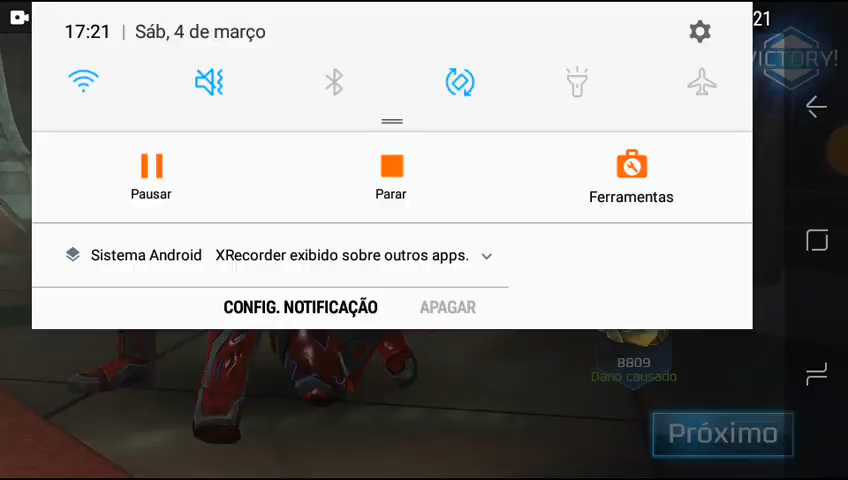 17:21 | Sáb, 4 de março
21
VICTORY!
Pausar
Parar
Ferramentas
Sistema Android XRecorder exibido sobre outros apps.
CONFIG. NOTIFICAÇÃO APAGAR
B809
Dano causado
Próximo